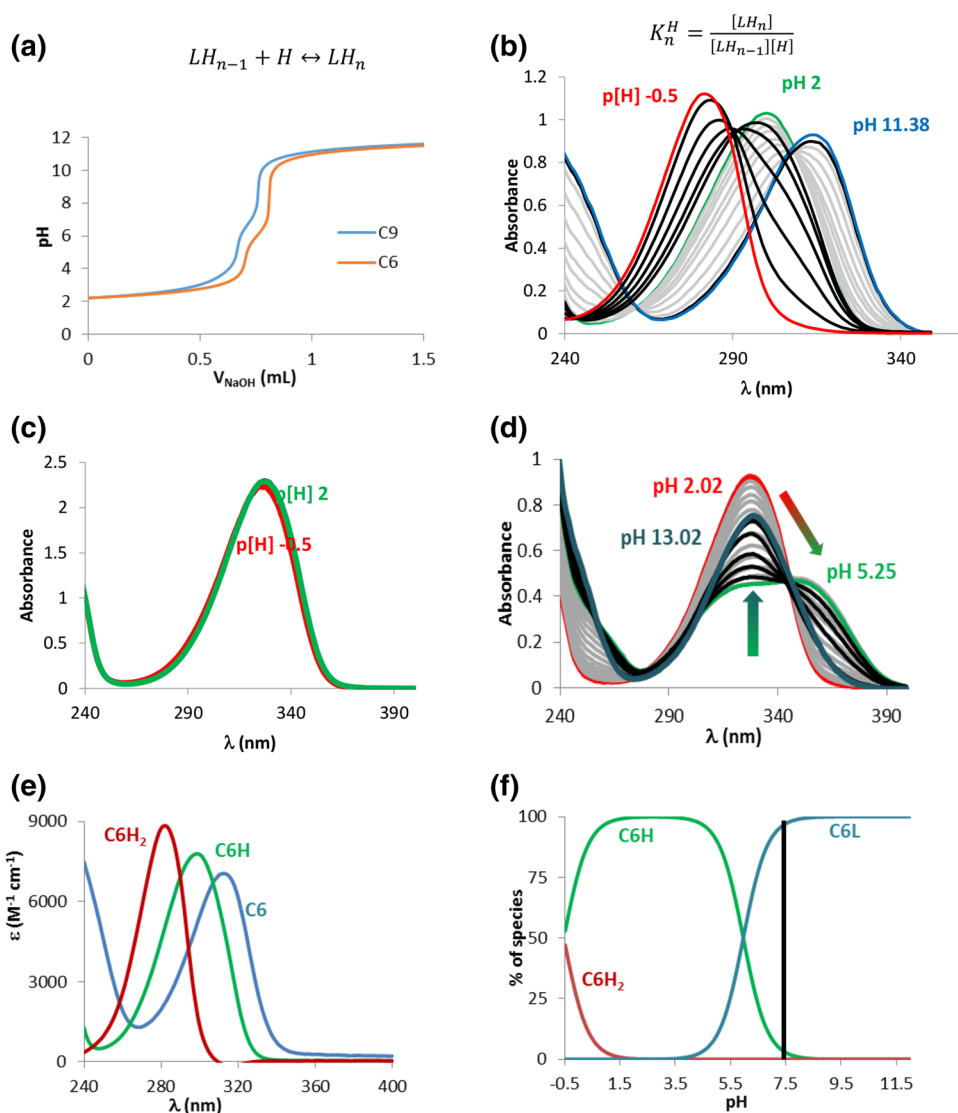 (a)
LHₙ₋₁ + H ↔ LHₙ
(b)
Kₙᴴ = [LHₙ] / [LHₙ₋₁][H]
12
10
8
6
4
2
0
pH
C9
C6
0 0.5 1 1.5
V_NaOH (mL)
1.2
1
0.8
0.6
0.4
0.2
0
Absorbance
p[H] -0.5
pH 2
pH 11.38
240 290 340
λ (nm)
(c)
2.5
2
1.5
1
0.5
0
Absorbance
p[H] 2
p[H] -0.5
240 290 340 390
λ (nm)
(d)
1
0.8
0.6
0.4
0.2
0
Absorbance
pH 2.02
pH 13.02
pH 5.25
240 290 340 390
λ (nm)
(e)
9000
6000
3000
0
ε (M⁻¹ cm⁻¹)
C6H₂
C6H
C6
240 280 320 360 400
λ (nm)
(f)
100
75
50
25
0
% of species
C6H
C6L
C6H₂
-0.5 1.5 3.5 5.5 7.5 9.5 11.5
pH